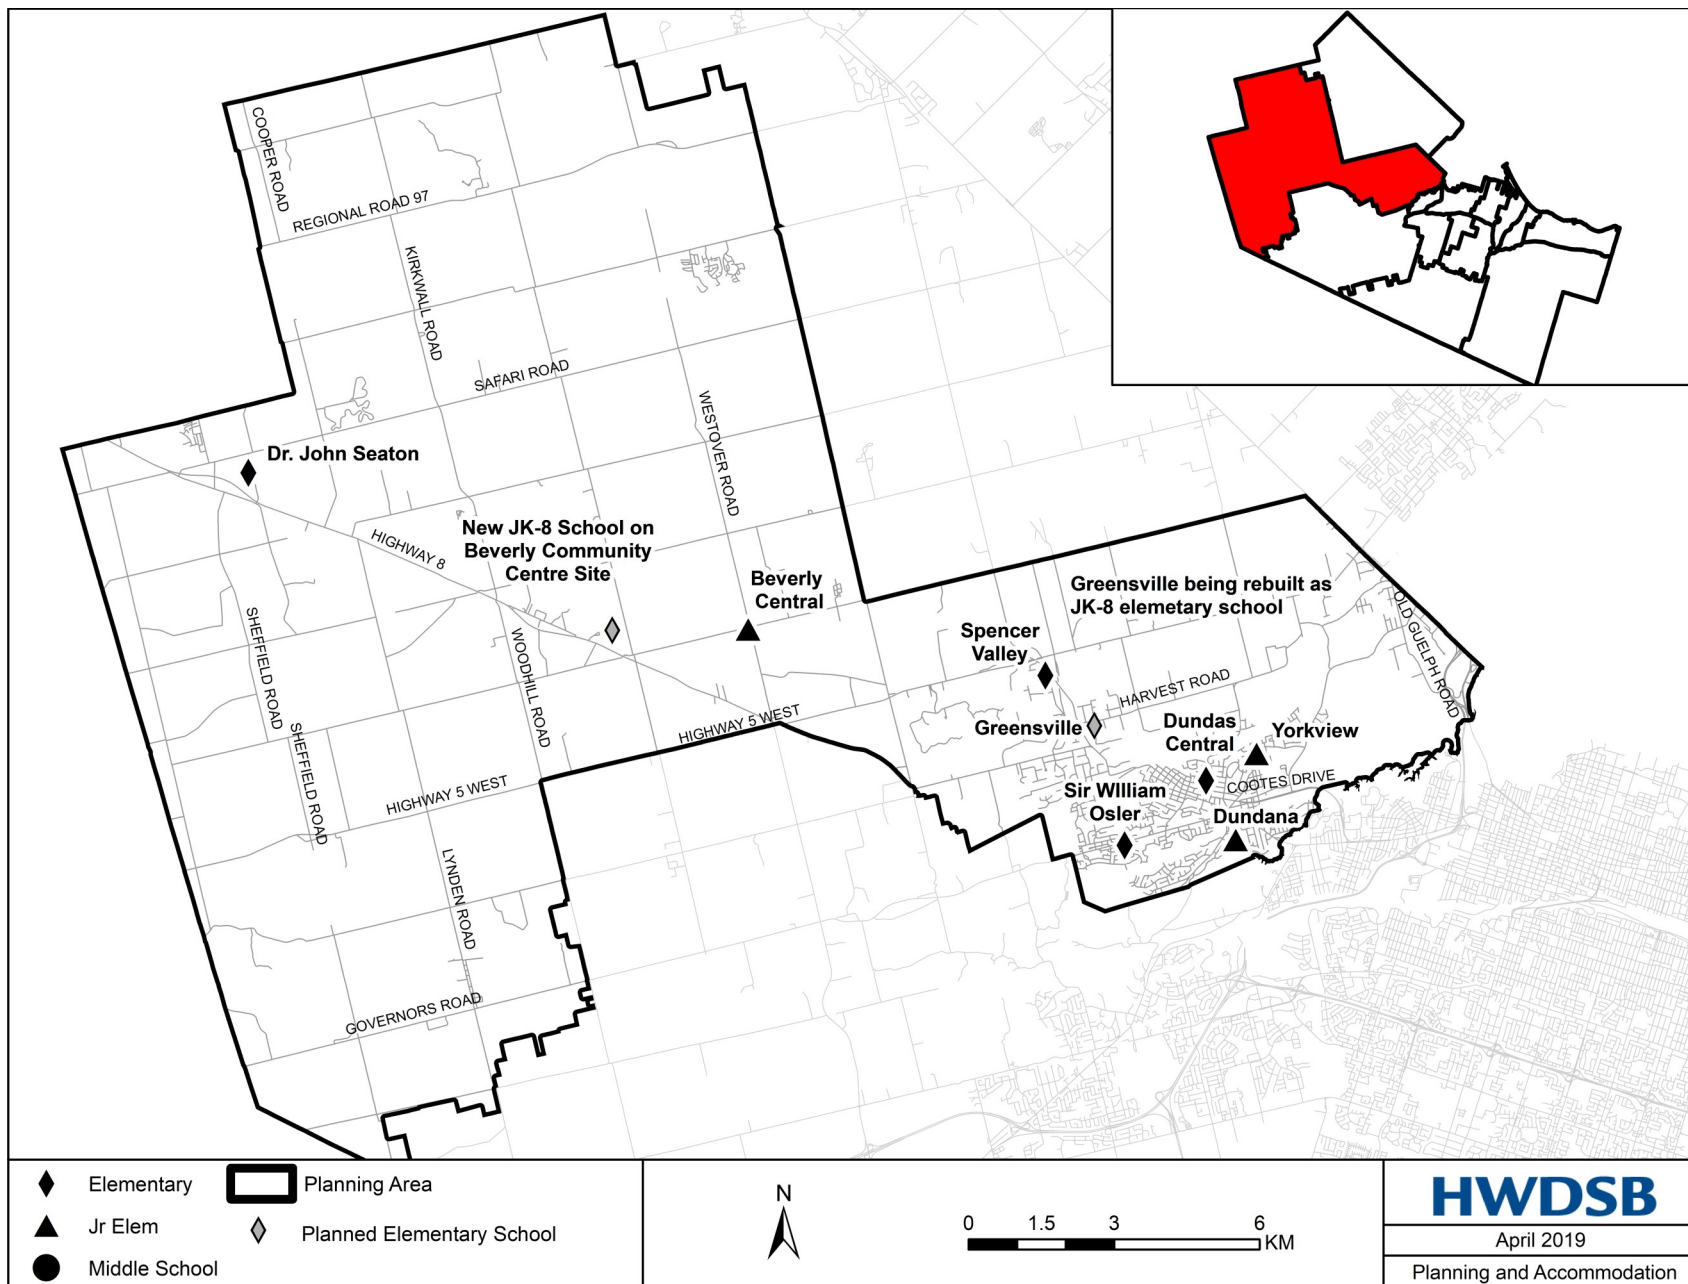 COOPER ROAD
REGIONAL ROAD 97
KIRKWALL ROAD
SAFARI ROAD
WESTOVER ROAD
Dr. John Seaton
HIGHWAY 8
New JK-8 School on
Beverly Community
Centre Site
Beverly
Central
Greensville being rebuilt as
JK-8 elemetary school
OLD GUELPH ROAD
Spencer
Valley
SHEFFIELD ROAD
WOODHILL ROAD
HARVEST ROAD
HIGHWAY 5 WEST
Greensville
Dundas
Central
Yorkview
SHEFFIELD ROAD
HIGHWAY 5 WEST
Sir WIlliam
Osler
COOTES DRIVE
Dundana
LYNDEN ROAD
GOVERNORS ROAD
Elementary
Planning Area
Jr Elem
Planned Elementary School
Middle School
N
0 1.5 3 6
KM
HWDSB
April 2019
Planning and Accommodation